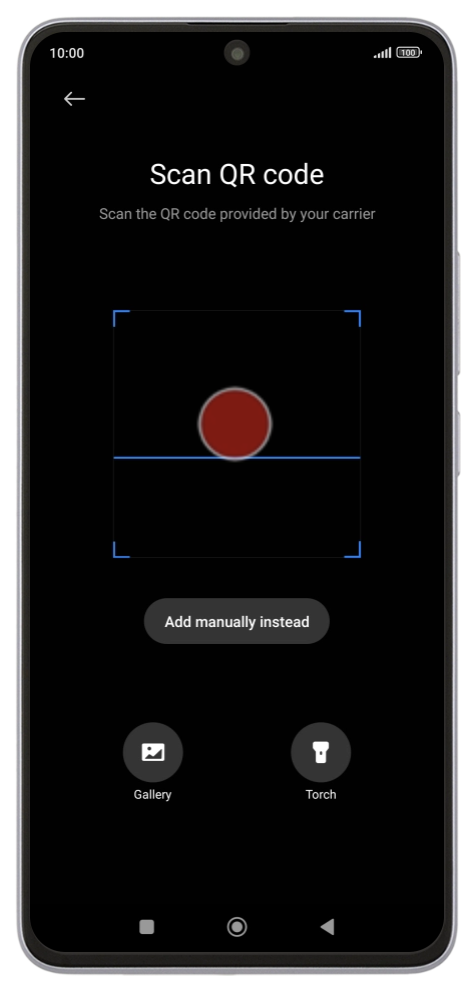 10:00
100
Scan QR code
Scan the QR code provided by your carrier
Add manually instead
Gallery
Torch